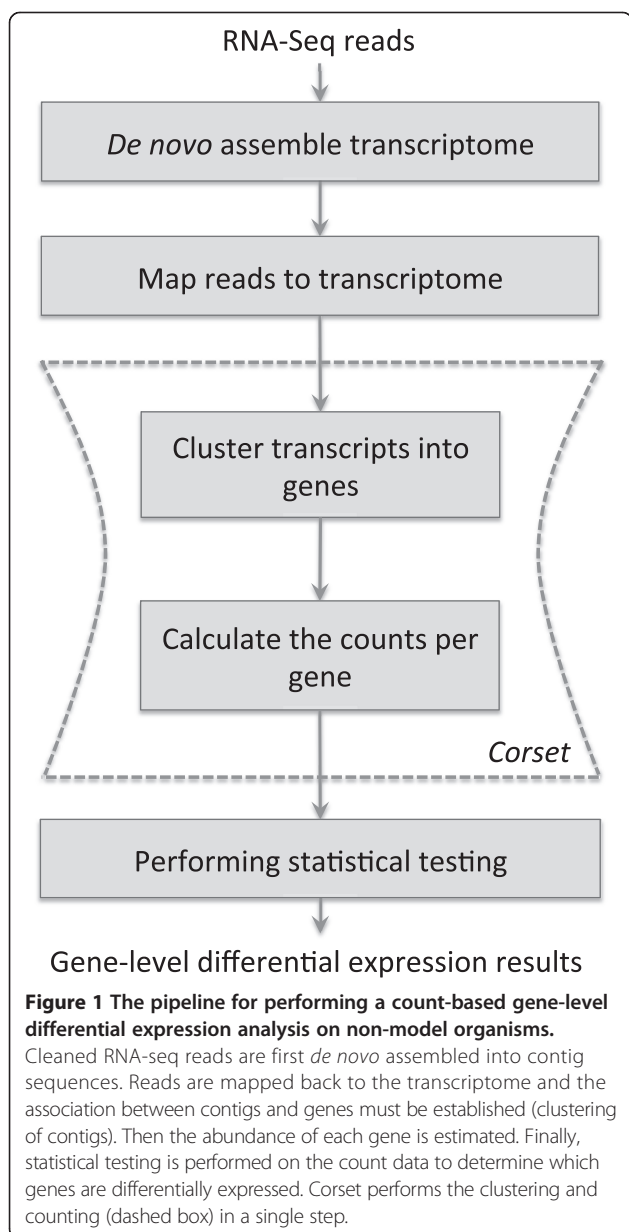 RNA-Seq reads
De novo assemble transcriptome
Map reads to transcriptome
Cluster transcripts into
genes
Calculate the counts per
gene
Corset
Performing statistical testing
Gene-level differential expression results
Figure 1 The pipeline for performing a count-based gene-level
differential expression analysis on non-model organisms.
Cleaned RNA-seq reads are first de novo assembled into contig
sequences. Reads are mapped back to the transcriptome and the
association between contigs and genes must be established (clustering
of contigs). Then the abundance of each gene is estimated. Finally,
statistical testing is performed on the count data to determine which
genes are differentially expressed. Corset performs the clustering and
counting (dashed box) in a single step.